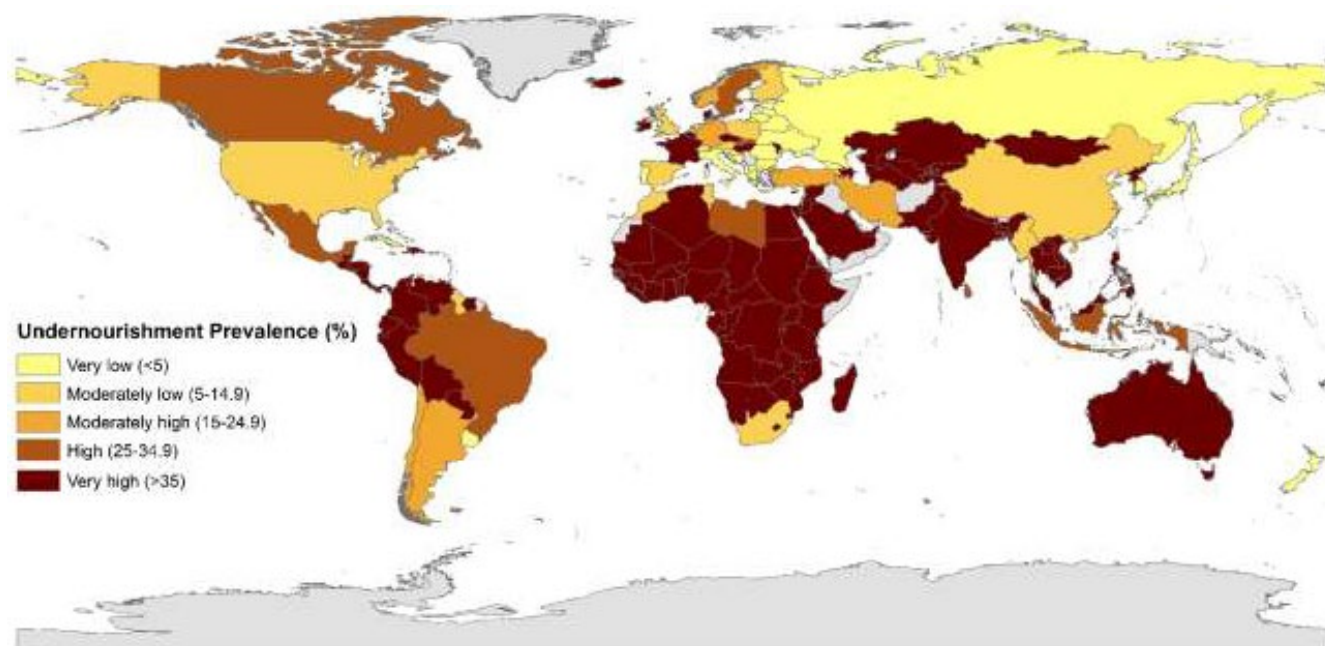 Undernourishment Prevalence (%)
Very low (<5)
Moderately low (5-14.9)
Moderately high (15-24.9)
High (25-34.9)
Very high (>35)